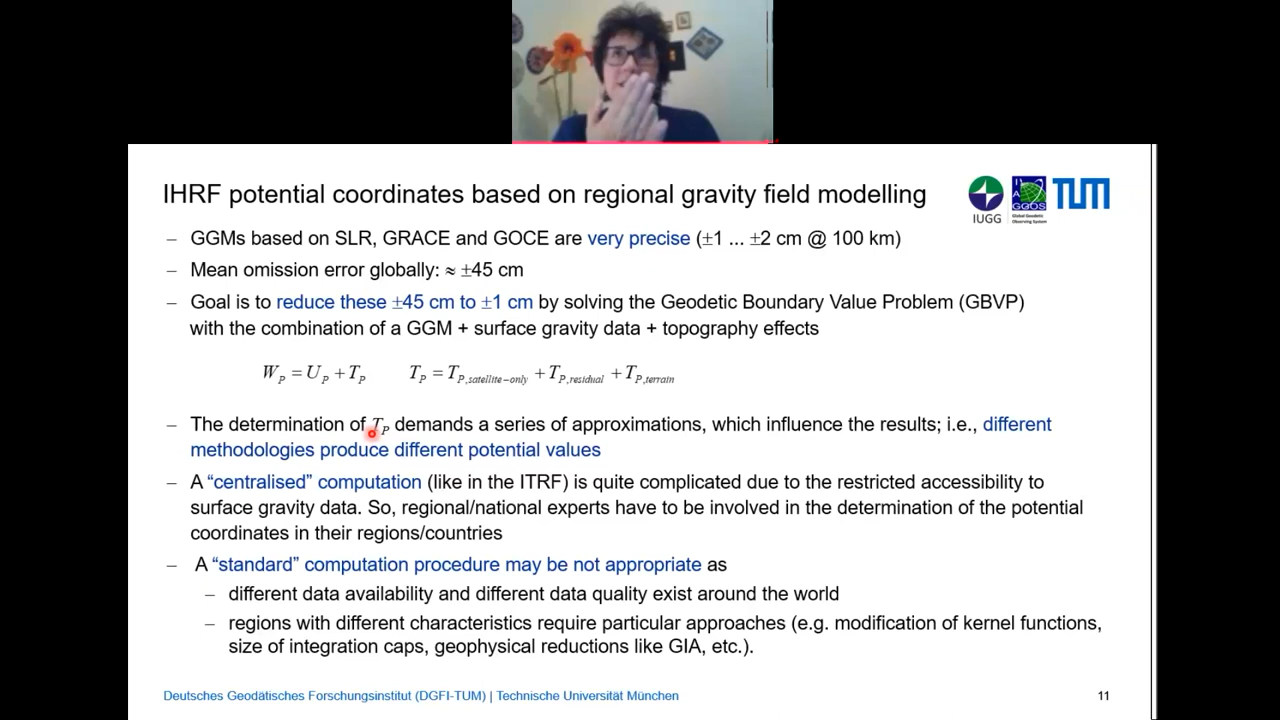 IHRF potential coordinates based on regional gravity field modelling
IUGG
I A G
GGOS
Global Geodetic
Observing System
TUM
– GGMs based on SLR, GRACE and GOCE are very precise (±1 ... ±2 cm @ 100 km)
– Mean omission error globally: ≈ ±45 cm
– Goal is to reduce these ±45 cm to ±1 cm by solving the Geodetic Boundary Value Problem (GBVP)
with the combination of a GGM + surface gravity data + topography effects
W_P = U_P + T_P T_P = T_P,satellite−only + T_P,residual + T_P,terrain
– The determination of T_P demands a series of approximations, which influence the results; i.e., different
methodologies produce different potential values
– A “centralised” computation (like in the ITRF) is quite complicated due to the restricted accessibility to
surface gravity data. So, regional/national experts have to be involved in the determination of the potential
coordinates in their regions/countries
– A “standard” computation procedure may be not appropriate as
– different data availability and different data quality exist around the world
– regions with different characteristics require particular approaches (e.g. modification of kernel functions,
size of integration caps, geophysical reductions like GIA, etc.).
Deutsches Geodätisches Forschungsinstitut (DGFI-TUM) | Technische Universität München
11